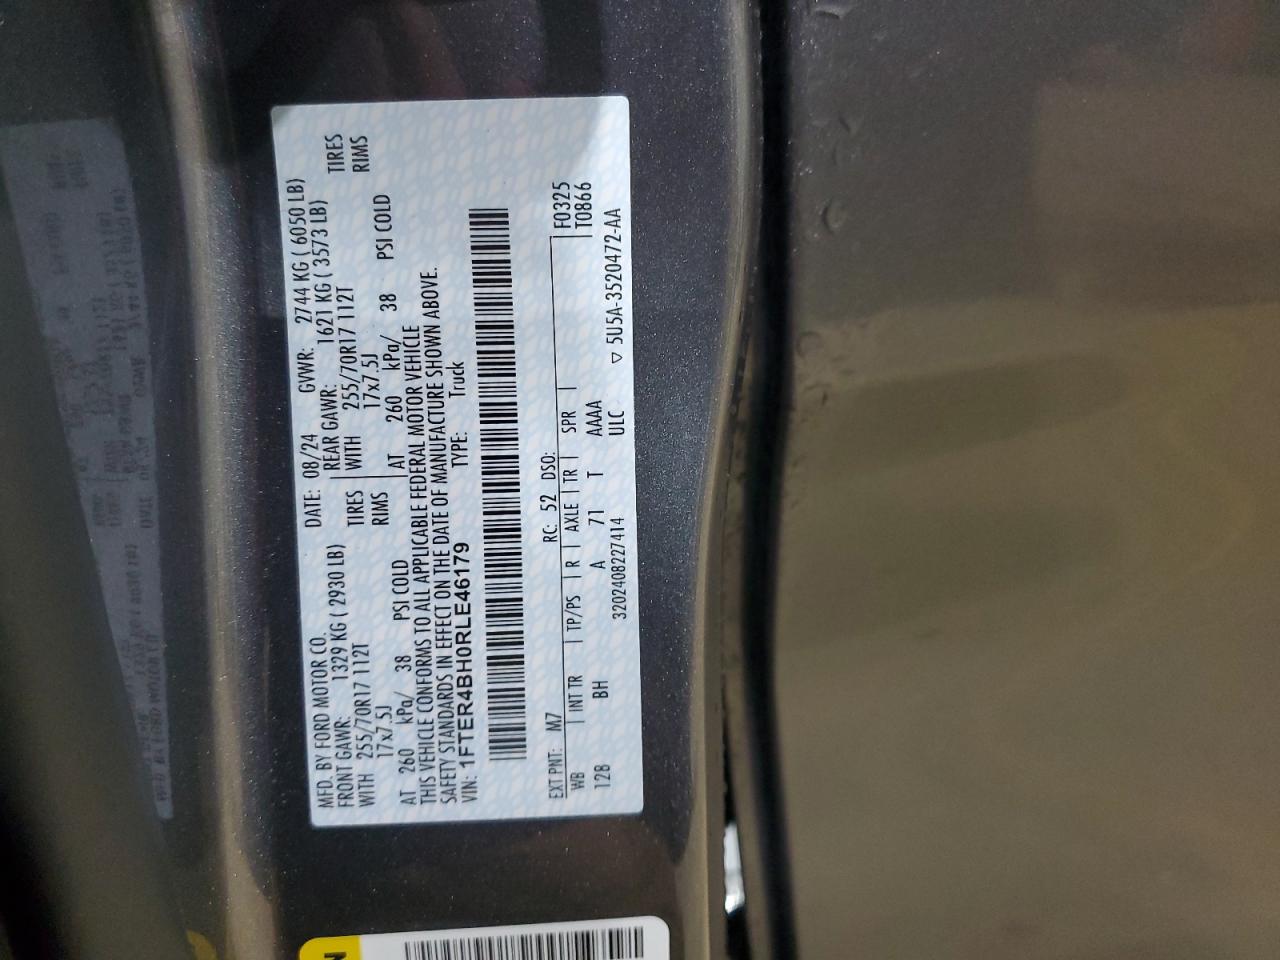 MFD. BY FORD MOTOR CO. DATE: 08/24 GVWR: 2744 KG ( 6050 LB)
FRONT GAWR: 1329 KG ( 2930 LB) REAR GAWR: 1621 KG ( 3573 LB)
WITH 255/70R17 112T TIRES WITH 255/70R17 112T TIRES
17x7.5J RIMS 17x7.5J RIMS
AT 260 kPa/ 38 PSI COLD AT 260 kPa/ 38 PSI COLD
THIS VEHICLE CONFORMS TO ALL APPLICABLE FEDERAL MOTOR VEHICLE
SAFETY STANDARDS IN EFFECT ON THE DATE OF MANUFACTURE SHOWN ABOVE.
VIN: 1FTER4BH0RLE46179 TYPE: Truck
EXT PNT: M7 RC: 52 DSO: F0325
WB INT TR TP/PS R AXLE TR SPR T0866
128 BH A 71 T AAAA
3202408227414 ULC ▽ 5U5A-3520472-AA
N